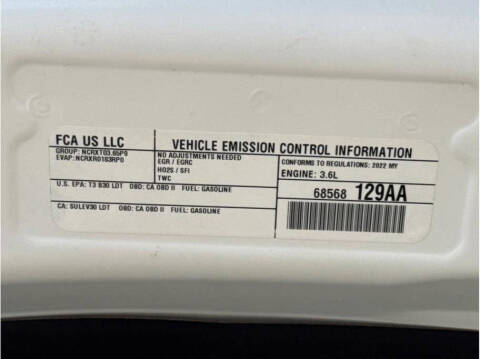 FCA US LLC
GROUP: NCRXT03.65P0
EVAP: NCRXR0183RP0
VEHICLE EMISSION CONTROL INFORMATION
NO ADJUSTMENTS NEEDED
EGR / EGRC
HO2S / SFI
TWC
CONFORMS TO REGULATIONS: 2022 MY
ENGINE: 3.6L
U.S. EPA: T3 B30 LDT OBD: CA OBD II FUEL: GASOLINE
68568 129AA
CA: SULEV30 LDT OBD: CA OBD II FUEL: GASOLINE